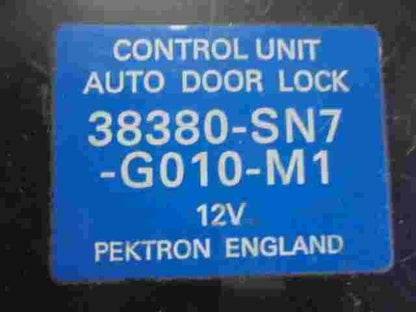 CONTROL UNIT
AUTO DOOR LOCK
38380-SN7
-G010-M1
12V
PEKTRON ENGLAND